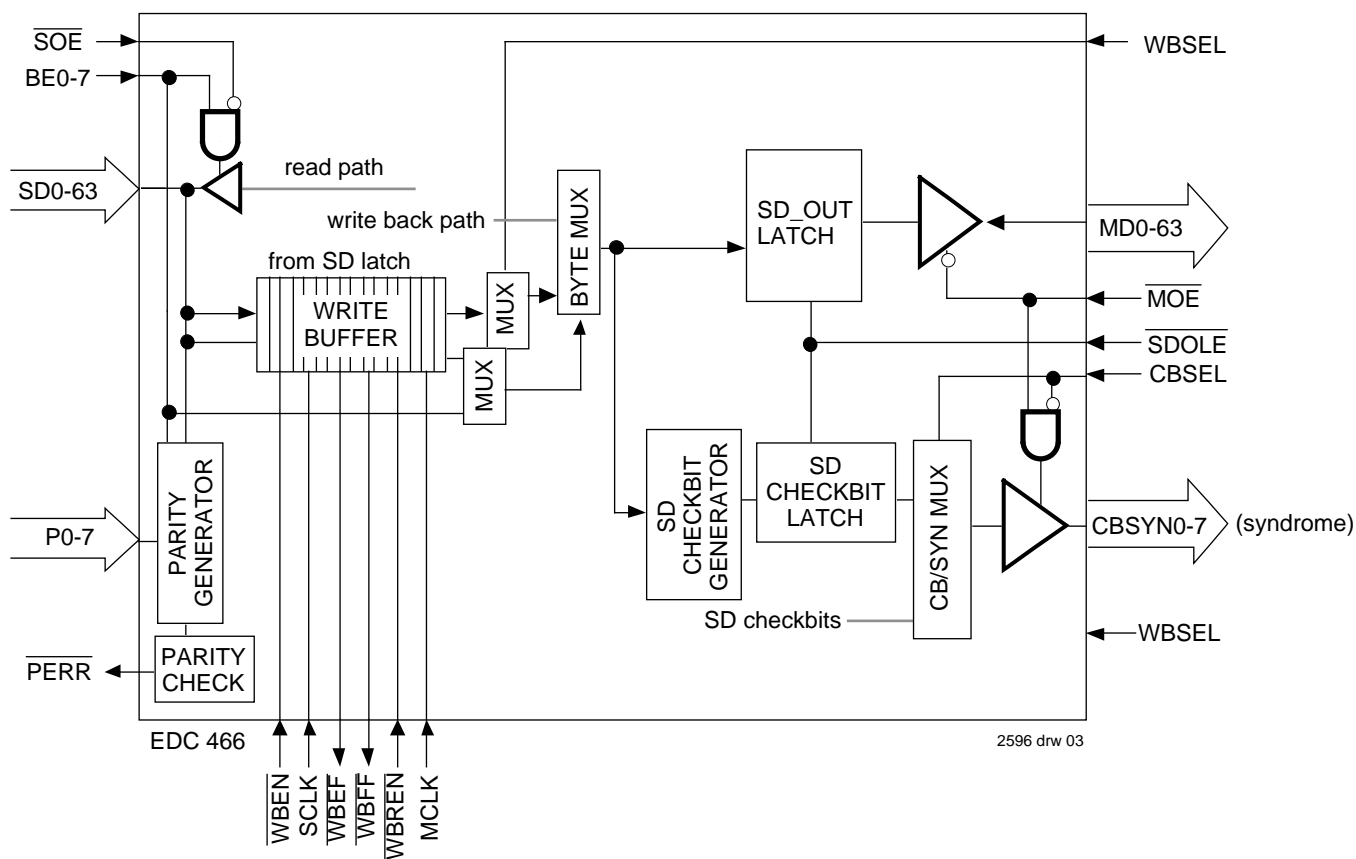 SOE
BE0-7
WBSEL
SD0-63
read path
write back path
BYTE MUX
SD_OUT
LATCH
MD0-63
from SD latch
WRITE
BUFFER
MUX
MUX
MOE
SDOLE
CBSEL
PARITY
GENERATOR
P0-7
SD
CHECKBIT
GENERATOR
SD
CHECKBIT
LATCH
CB/SYN MUX
CBSYN0-7
(syndrome)
SD checkbits
WBSEL
PERR
PARITY
CHECK
EDC 466
2596 drw 03
WBEN
SCLK
WBEF
WBFF
WBREN
MCLK